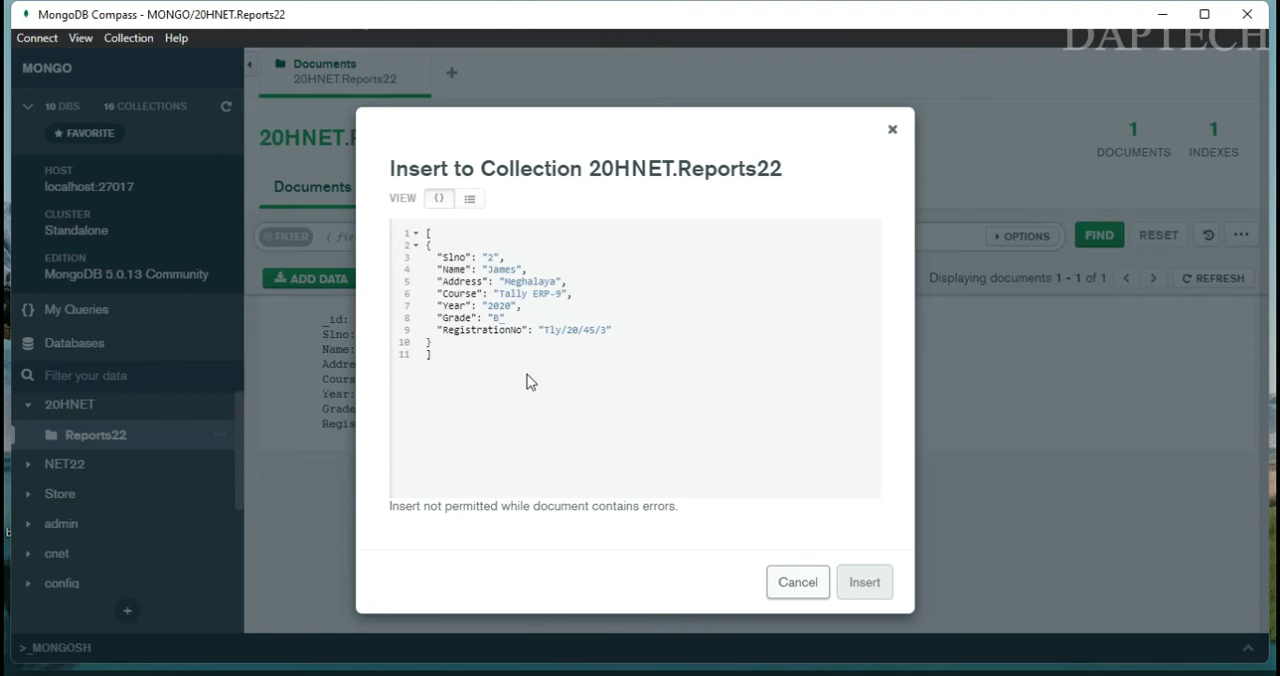 MongoDB Compass - MONGO/20HNET.Reports22
Connect View Collection Help
DAPTECH
MONGO
10 DBS 16 COLLECTIONS
FAVORITE
HOST
localhost:27017
CLUSTER
Standalone
EDITION
MongoDB 5.0.13 Community
{} My Queries
Databases
Filter your data
20HNET
Reports22
NET22
Store
admin
cnet
config
>_MONGOSH
Documents
20HNET.Reports22
20HNET.R
1
DOCUMENTS
1
INDEXES
Documents
FILTER { fie
OPTIONS
FIND
RESET
ADD DATA
Displaying documents 1 - 1 of 1
REFRESH
_id:
Slno:
Name:
Addre
Cours
Year:
Grade
Regis
Insert to Collection 20HNET.Reports22
VIEW {}
1 [
2 {
3 "Slno": "2",
4 "Name": "James",
5 "Address": "Meghalaya",
6 "Course": "Tally ERP-9",
7 "Year": "2020",
8 "Grade": "B"
9 "RegistrationNo": "Tly/20/45/3"
10 }
11 ]
Insert not permitted while document contains errors.
Cancel
Insert